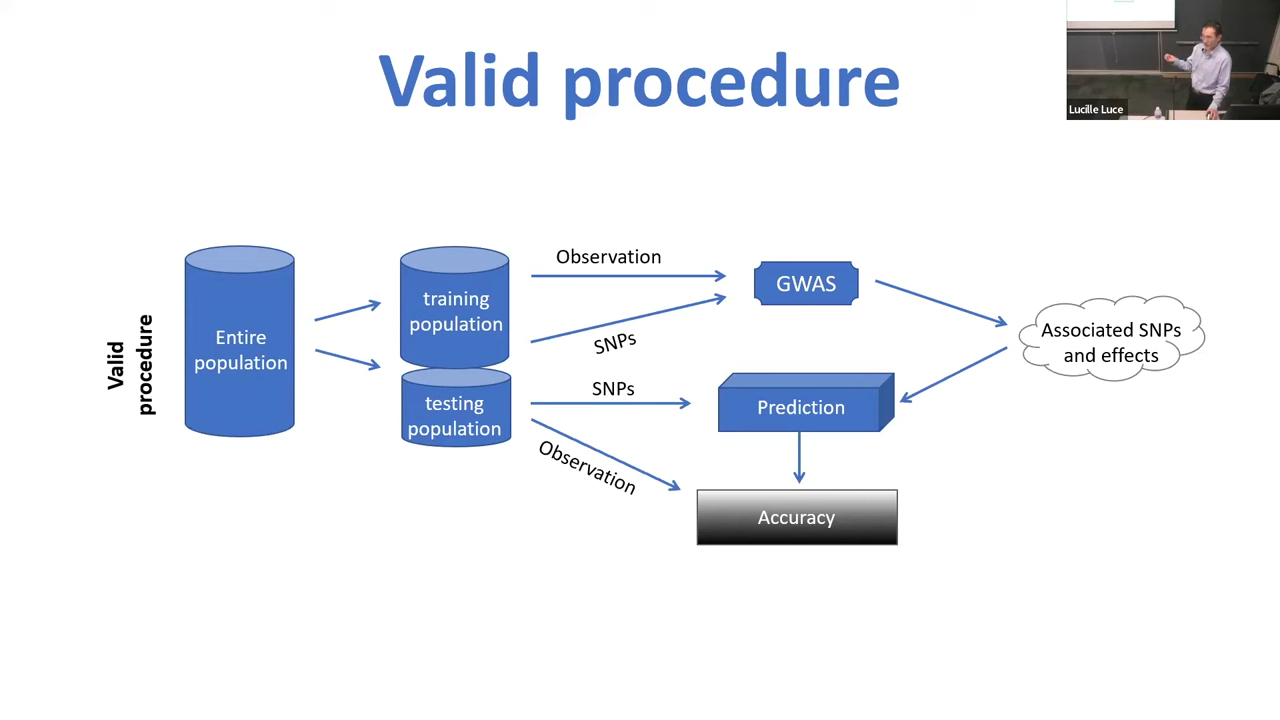 Valid procedure
Lucille Luce
Valid
procedure
Entire
population
training
population
testing
population
Observation
SNPs
SNPs
Observation
GWAS
Prediction
Accuracy
Associated SNPs
and effects